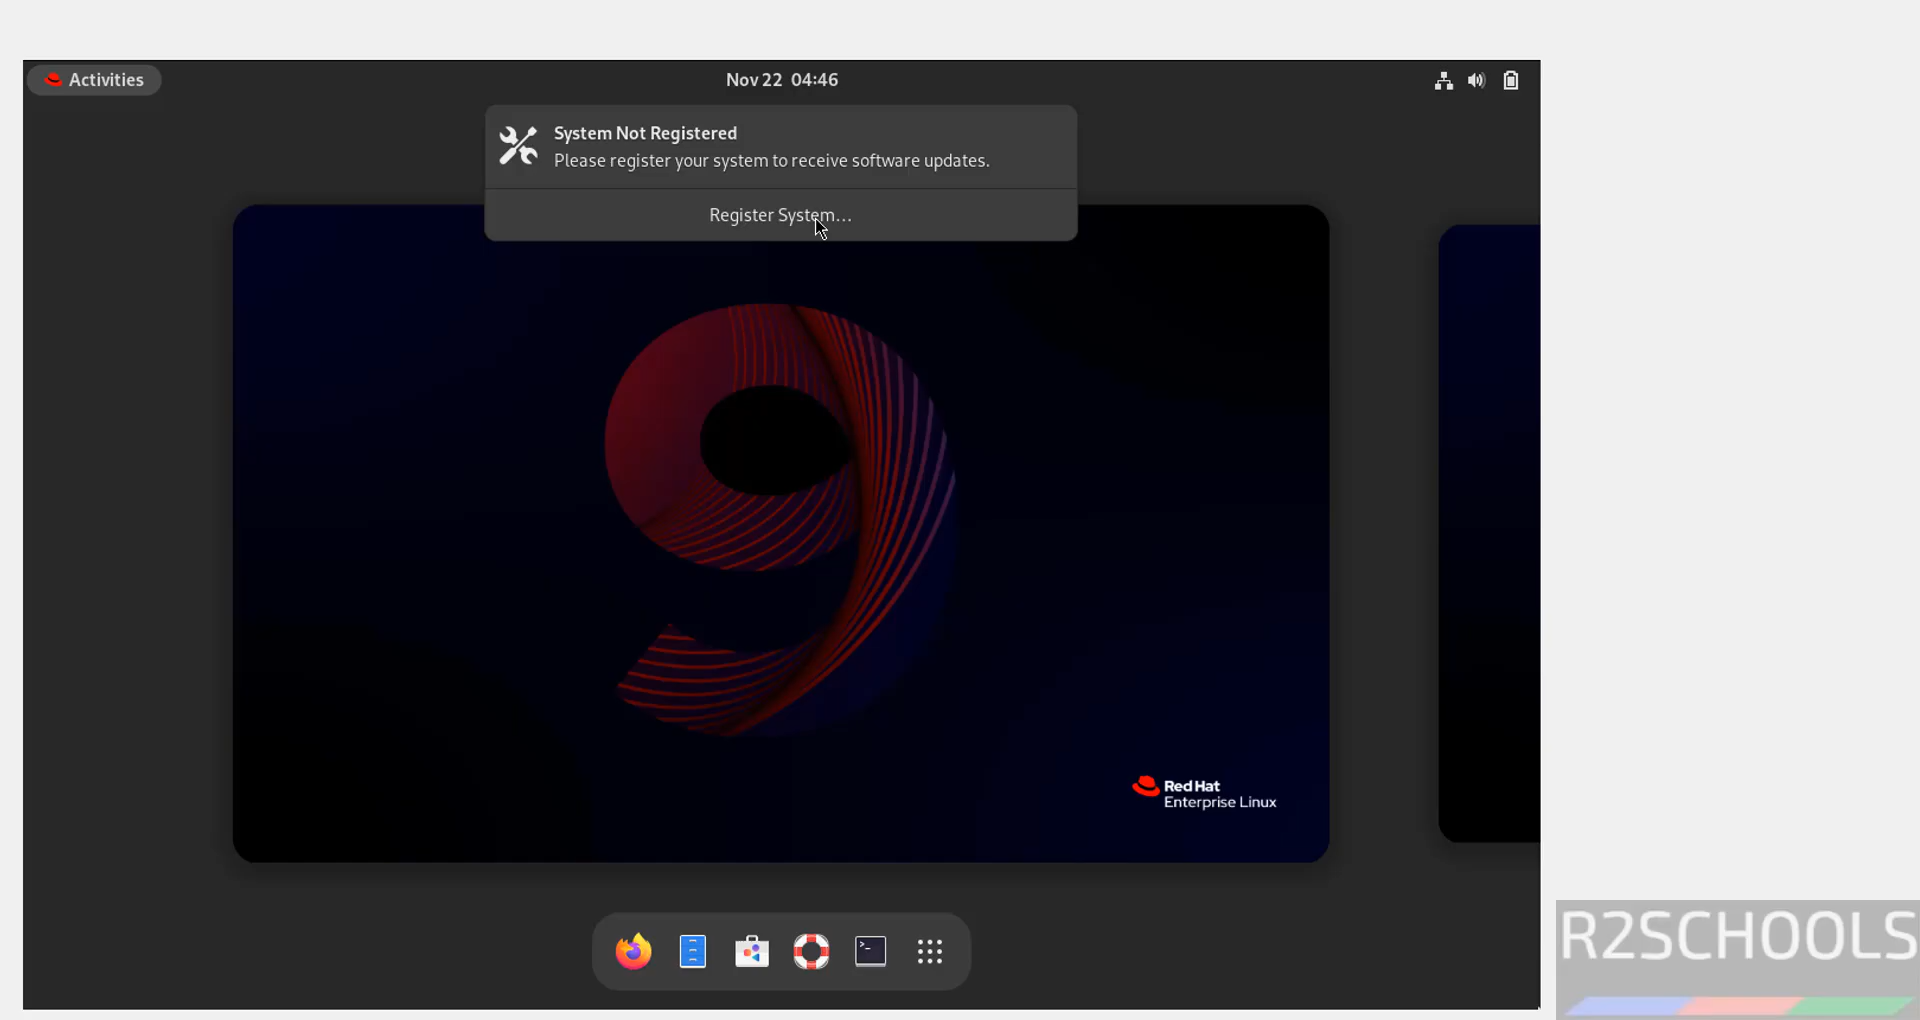 Activities
Nov 22 04:46
System Not Registered
Please register your system to receive software updates.
Register System...
9
Red Hat
Enterprise Linux
>_
R2SCHOOLS